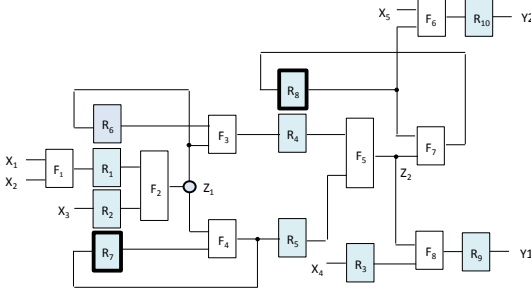 X5 F6 R10 Y2
R8
R6 F3 R4 F5 F7
X1 F1 R1 F2 Z1 Z2
X2
X3 R2
R7 F4 R5 F8 R9 Y1
X4 R3